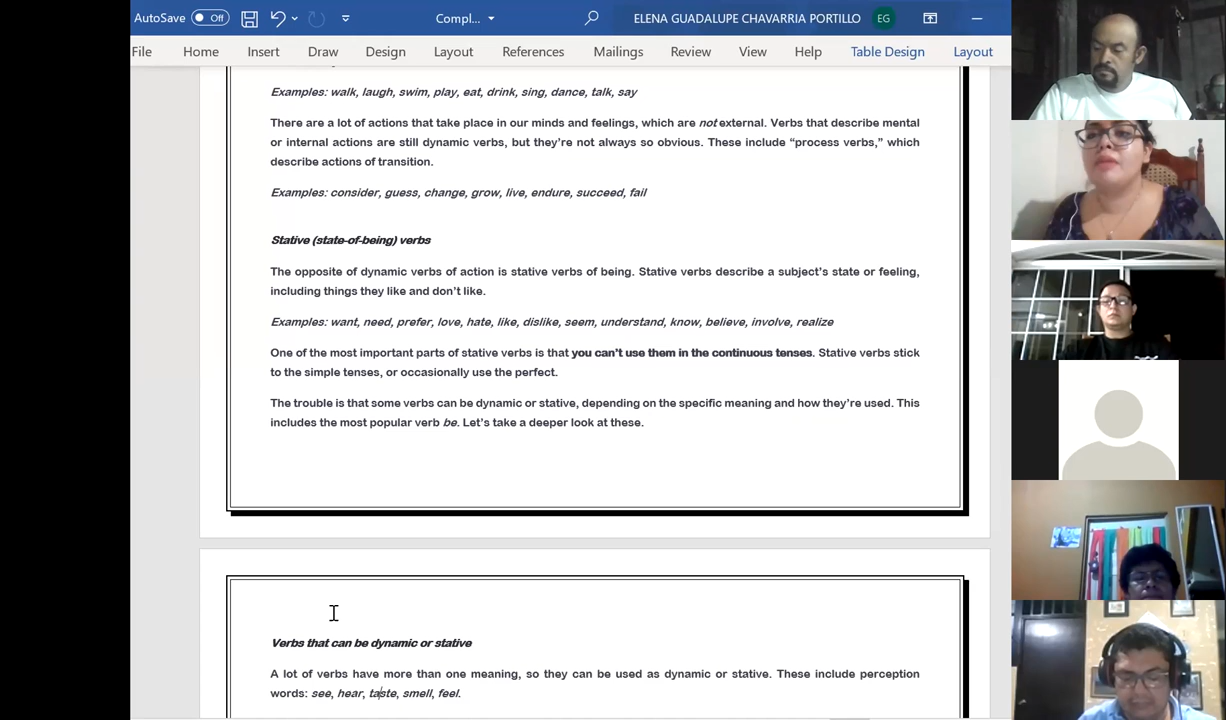 AutoSave Off Compl... ELENA GUADALUPE CHAVARRIA PORTILLO EG
File Home Insert Draw Design Layout References Mailings Review View Help Table Design Layout
Examples: walk, laugh, swim, play, eat, drink, sing, dance, talk, say
There are a lot of actions that take place in our minds and feelings, which are not external. Verbs that describe mental
or internal actions are still dynamic verbs, but they’re not always so obvious. These include “process verbs,” which
describe actions of transition.
Examples: consider, guess, change, grow, live, endure, succeed, fail
Stative (state-of-being) verbs
The opposite of dynamic verbs of action is stative verbs of being. Stative verbs describe a subject’s state or feeling,
including things they like and don’t like.
Examples: want, need, prefer, love, hate, like, dislike, seem, understand, know, believe, involve, realize
One of the most important parts of stative verbs is that you can’t use them in the continuous tenses. Stative verbs stick
to the simple tenses, or occasionally use the perfect.
The trouble is that some verbs can be dynamic or stative, depending on the specific meaning and how they’re used. This
includes the most popular verb be. Let’s take a deeper look at these.
Verbs that can be dynamic or stative
A lot of verbs have more than one meaning, so they can be used as dynamic or stative. These include perception
words: see, hear, taste, smell, feel.